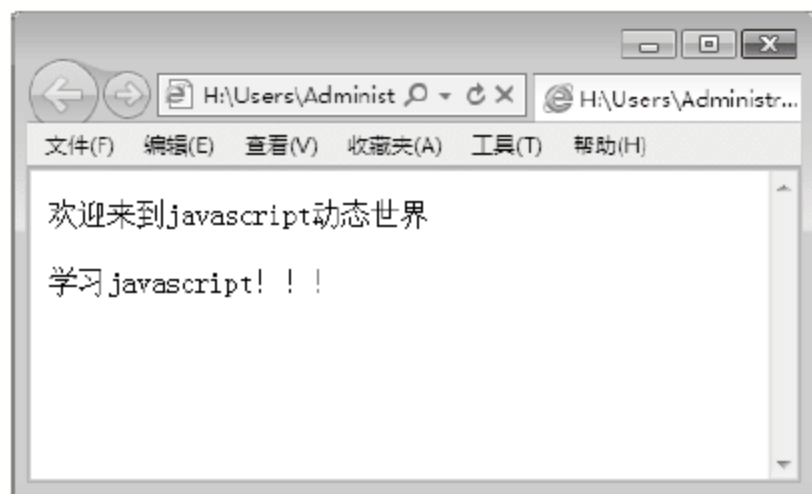 H:\Users\Administ
H:\Users\Administr...
文件(F) 编辑(E) 查看(V) 收藏夹(A) 工具(T) 帮助(H)
欢迎来到javascript动态世界
学习javascript！！！